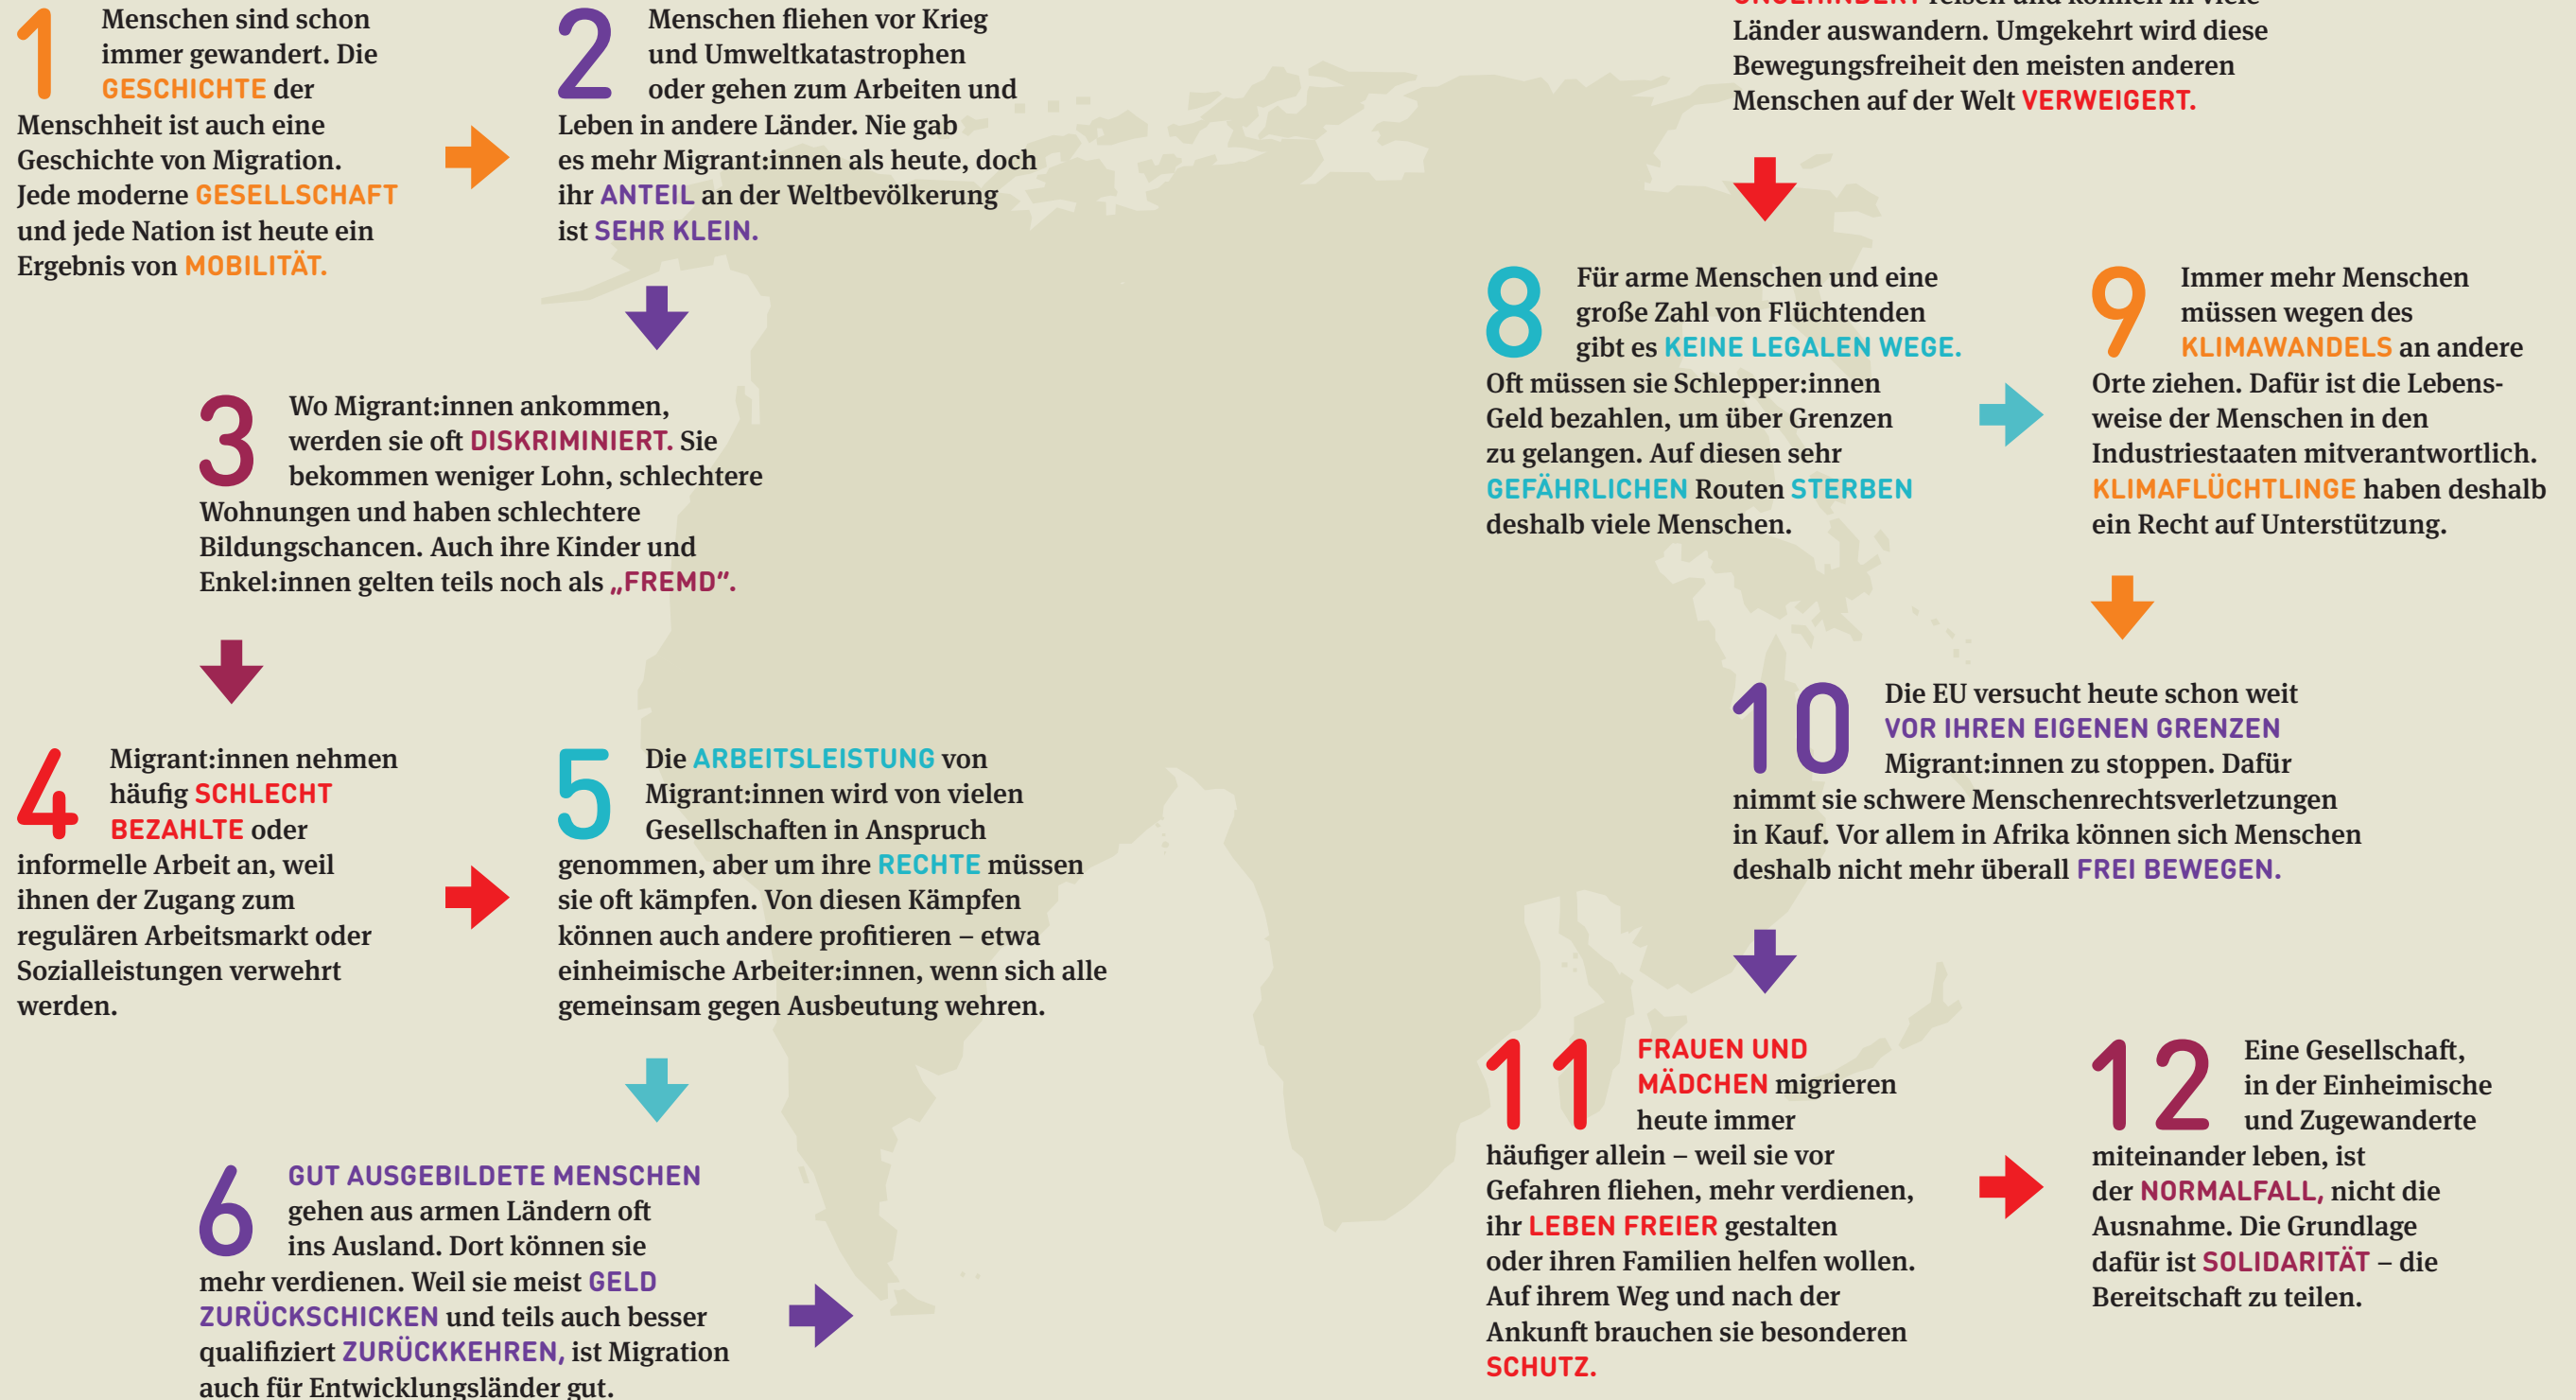 1
Menschen sind schon
immer gewandert. Die
GESCHICHTE der
Menschheit ist auch eine
Geschichte von Migration.
Jede moderne GESELLSCHAFT
und jede Nation ist heute ein
Ergebnis von MOBILITÄT.
2
Menschen fliehen vor Krieg
und Umweltkatastrophen
oder gehen zum Arbeiten und
Leben in andere Länder. Nie gab
es mehr Migrant:innen als heute, doch
ihr ANTEIL an der Weltbevölkerung
ist SEHR KLEIN.
3
Wo Migrant:innen ankommen,
werden sie oft DISKRIMINIERT. Sie
bekommen weniger Lohn, schlechtere
Wohnungen und haben schlechtere
Bildungschancen. Auch ihre Kinder und
Enkel:innen gelten teils noch als „FREMD“.
4
Migrant:innen nehmen
häufig SCHLECHT
BEZAHLTE oder
informelle Arbeit an, weil
ihnen der Zugang zum
regulären Arbeitsmarkt oder
Sozialleistungen verwehrt
werden.
5
Die ARBEITSLEISTUNG von
Migrant:innen wird von vielen
Gesellschaften in Anspruch
genommen, aber um ihre RECHTE müssen
sie oft kämpfen. Von diesen Kämpfen
können auch andere profitieren – etwa
einheimische Arbeiter:innen, wenn sich alle
gemeinsam gegen Ausbeutung wehren.
6
GUT AUSGEBILDETE MENSCHEN
gehen aus armen Ländern oft
ins Ausland. Dort können sie
mehr verdienen. Weil sie meist GELD
ZURÜCKSCHICKEN und teils auch besser
qualifiziert ZURÜCKKEHREN, ist Migration
auch für Entwicklungsländer gut.
UNGEHINDERT reisen und können in viele
Länder auswandern. Umgekehrt wird diese
Bewegungsfreiheit den meisten anderen
Menschen auf der Welt VERWEIGERT.
8
Für arme Menschen und eine
große Zahl von Flüchtenden
gibt es KEINE LEGALEN WEGE.
Oft müssen sie Schlepper:innen
Geld bezahlen, um über Grenzen
zu gelangen. Auf diesen sehr
GEFÄHRLICHEN Routen STERBEN
deshalb viele Menschen.
9
Immer mehr Menschen
müssen wegen des
KLIMAWANDELS an andere
Orte ziehen. Dafür ist die Lebens-
weise der Menschen in den
Industriestaaten mitverantwortlich.
KLIMAFLÜCHTLINGE haben deshalb
ein Recht auf Unterstützung.
10
Die EU versucht heute schon weit
VOR IHREN EIGENEN GRENZEN
Migrant:innen zu stoppen. Dafür
nimmt sie schwere Menschenrechtsverletzungen
in Kauf. Vor allem in Afrika können sich Menschen
deshalb nicht mehr überall FREI BEWEGEN.
11
FRAUEN UND
MÄDCHEN migrieren
heute immer
häufiger allein – weil sie vor
Gefahren fliehen, mehr verdienen,
ihr LEBEN FREIER gestalten
oder ihren Familien helfen wollen.
Auf ihrem Weg und nach der
Ankunft brauchen sie besonderen
SCHUTZ.
12
Eine Gesellschaft,
in der Einheimische
und Zugewanderte
miteinander leben, ist
der NORMALFALL, nicht die
Ausnahme. Die Grundlage
dafür ist SOLIDARITÄT – die
Bereitschaft zu teilen.